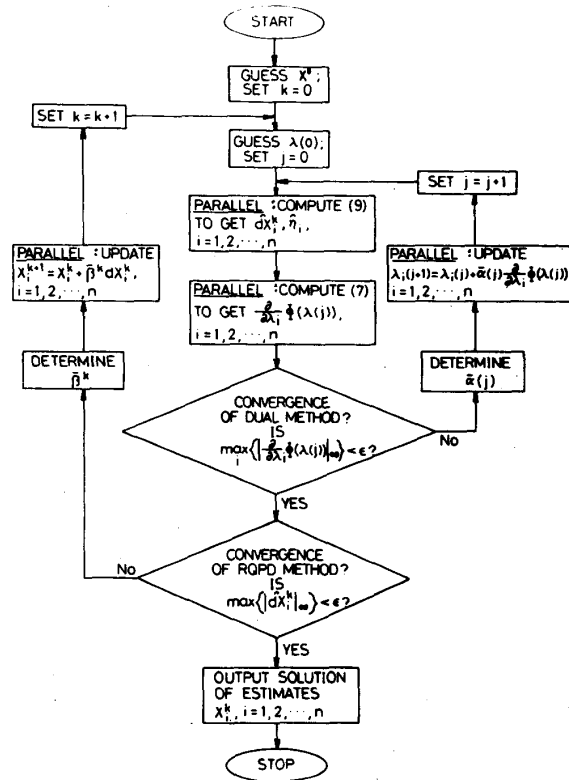 START
GUESS X⁰;
SET k=0
SET k=k+1
GUESS λ(0);
SET j=0
SET j=j+1
PARALLEL :COMPUTE (9)
TO GET d̂X_i^k, η̂_i,
i=1,2,···,n
PARALLEL :UPDATE
X_i^{k+1}=X_i^k+β̄^k dX_i^k,
i=1,2,···,n
PARALLEL :UPDATE
λ_i(j+1)=λ_i(j)+ᾱ(j) ∂/∂λ_i Φ(λ(j))
i=1,2,···,n
PARALLEL :COMPUTE (7)
TO GET ∂/∂λ_i Φ(λ(j)),
i=1,2,···,n
DETERMINE
β̄^k
DETERMINE
ᾱ(j)
CONVERGENCE
OF DUAL METHOD?
IS
max_i{|∂/∂λ_i Φ(λ(j))|_∞}<ϵ?
No
YES
CONVERGENCE
OF RQPD METHOD?
IS
max{|d̂X_i^k|_∞}<ϵ?
No
YES
OUTPUT SOLUTION
OF ESTIMATES
X_i^k, i=1,2,···,n
STOP